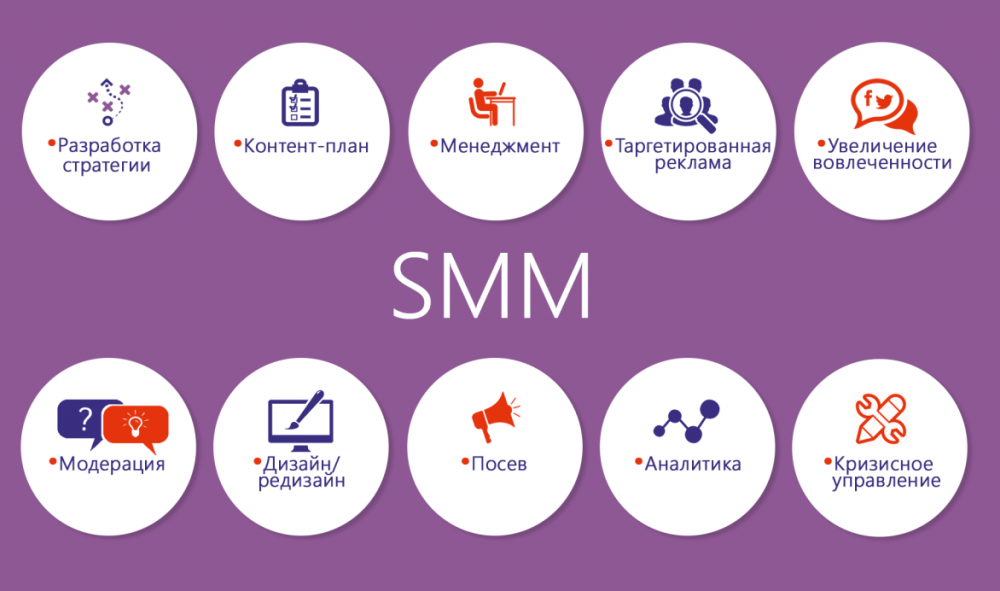 •Разработка
стратегии
•Контент-план
•Менеджмент
•Таргетированная
реклама
•Увеличение
вовлеченности
SMM
•Модерация
•Дизайн/
редизайн
•Посев
•Аналитика
•Кризисное
управление